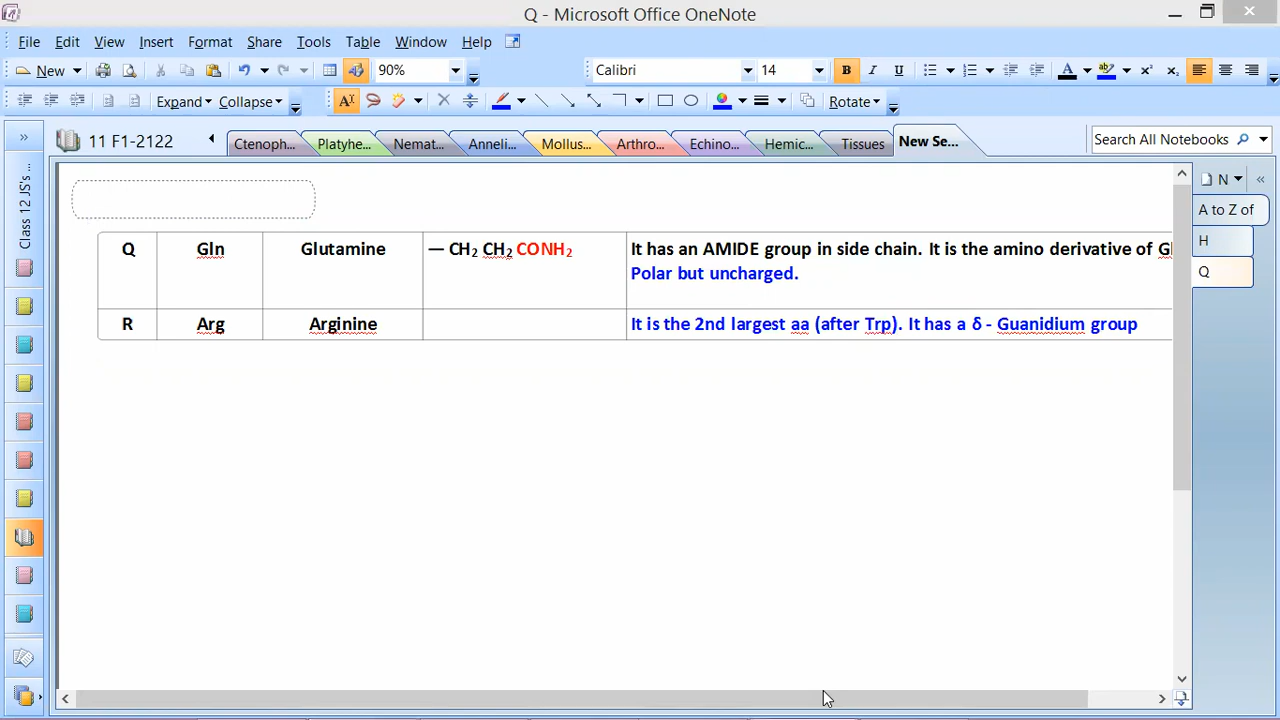 Q - Microsoft Office OneNote
File Edit View Insert Format Share Tools Table Window Help
New 90% Calibri 14 B I U A ab x² x₂
Expand Collapse A Rotate
11 F1-2122 Ctenoph... Platyhe... Nemat... Anneli... Mollus... Arthro... Echino... Hemic... Tissues New Se... Search All Notebooks
Class 12 JS's ...
N
A to Z of
H
Q
Q Gln Glutamine — CH₂ CH₂ CONH₂ It has an AMIDE group in side chain. It is the amino derivative of
Polar but uncharged.
R Arg Arginine It is the 2nd largest aa (after Trp). It has a δ - Guanidium group